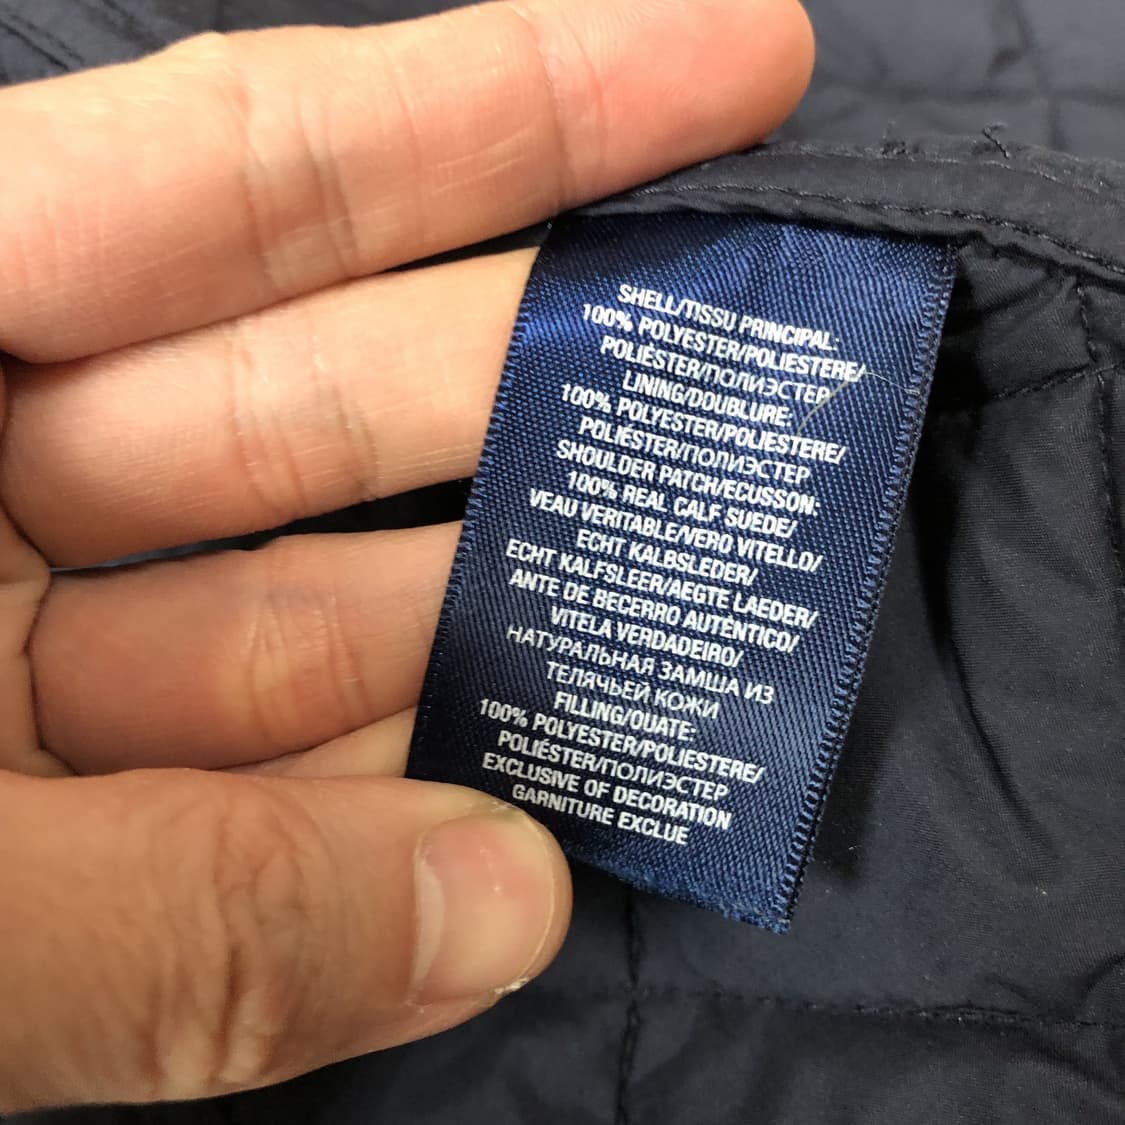 SHELL/TISSU PRINCIPAL:
100% POLYESTER/POLIESTERE/
POLIÉSTER/ПОЛИЭСТЕР
LINING/DOUBLURE:
100% POLYESTER/POLIESTERE/
POLIÉSTER/ПОЛИЭСТЕР
SHOULDER PATCH/ECUSSON:
100% REAL CALF SUEDE/
VEAU VERITABLE/VERO VITELLO/
ECHT KALBSLEDER/
ECHT KALFSLEER/AEGTE LAEDER/
ANTE DE BECERRO AUTÉNTICO/
VITELA VERDADEIRO/
НАТУРАЛЬНАЯ ЗАМША ИЗ
ТЕЛЯЧЬЕЙ КОЖИ
FILLING/OUATE:
100% POLYESTER/POLIESTERE/
POLIÉSTER/ПОЛИЭСТЕР
EXCLUSIVE OF DECORATION
GARNITURE EXCLUE